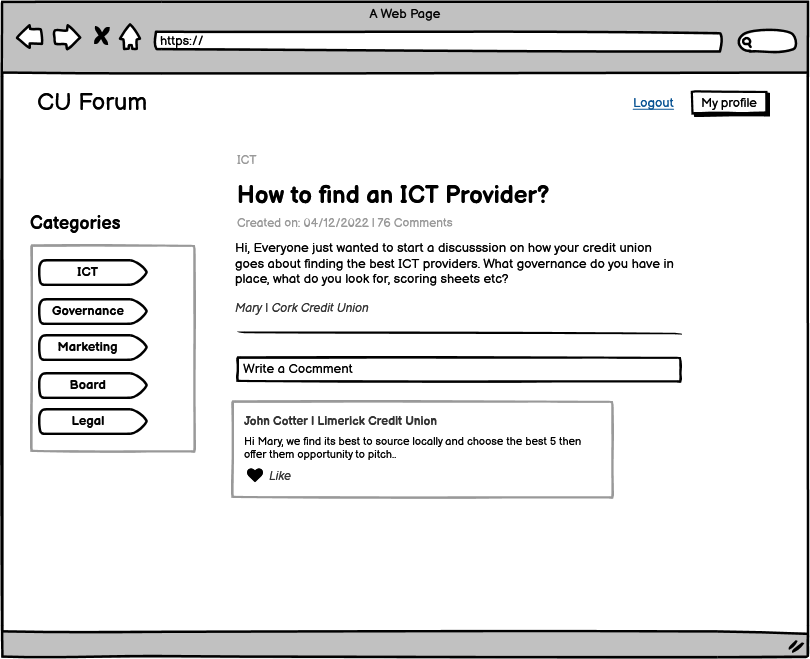 A Web Page
https://
CU Forum
Logout
My profile
ICT
How to find an ICT Provider?
Created on: 04/12/2022 | 76 Comments
Hi, Everyone just wanted to start a discusssion on how your credit union
goes about finding the best ICT providers. What governance do you have in
place, what do you look for, scoring sheets etc?
Mary | Cork Credit Union
Categories
ICT
Governance
Marketing
Board
Legal
Write a Cocmment
John Cotter | Limerick Credit Union
Hi Mary, we find its best to source locally and choose the best 5 then
offer them opportunity to pitch..
Like